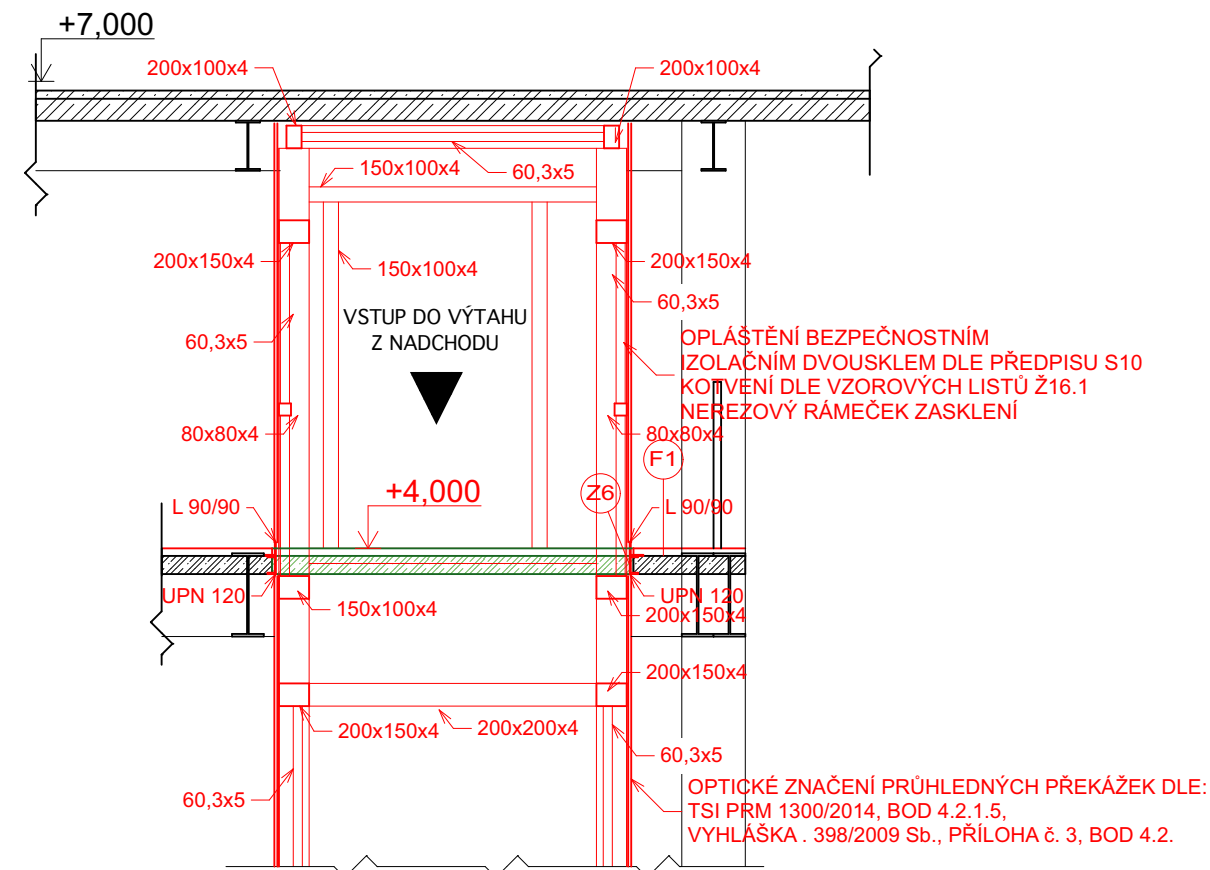 +7,000
200x100x4
200x100x4
150x100x4
60,3x5
200x150x4
150x100x4
200x150x4
60,3x5
VSTUP DO VÝTAHU
Z NADCHODU
60,3x5
OPLÁŠTĚNÍ BEZPEČNOSTNÍM
IZOLAČNÍM DVOUSKLEM DLE PŘEDPISU S10
KOTVENÍ DLE VZOROVÝCH LISTŮ Ž16.1
NEREZOVÝ RÁMEČEK ZASKLENÍ
80x80x4
80x80x4
F1
+4,000
Z6
L 90/90
L 90/90
UPN 120
UPN 120
150x100x4
200x150x4
200x150x4
200x150x4
200x200x4
60,3x5
60,3x5
OPTICKÉ ZNAČENÍ PRŮHLEDNÝCH PŘEKÁŽEK DLE:
TSI PRM 1300/2014, BOD 4.2.1.5,
VYHLÁŠKA . 398/2009 Sb., PŘÍLOHA č. 3, BOD 4.2.